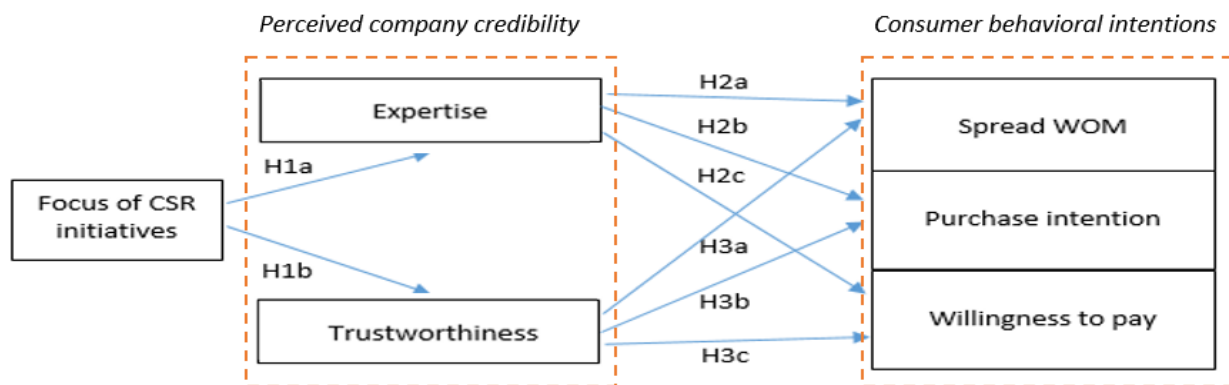 Perceived company credibility
Consumer behavioral intentions
Expertise
H1a
Focus of CSR
initiatives
H1b
Trustworthiness
H2a
H2b
H2c
H3a
H3b
H3c
Spread WOM
Purchase intention
Willingness to pay